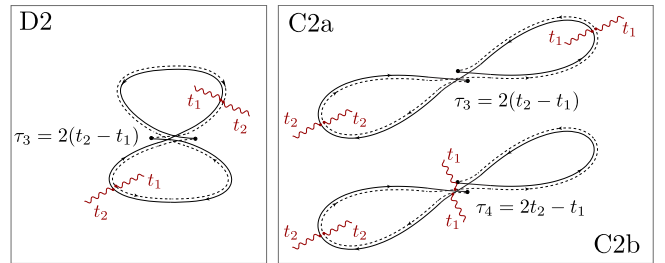 D2
t₁
t₂
τ₃ = 2(t₂ − t₁)
t₁
t₂
C2a
t₁ t₁
τ₃ = 2(t₂ − t₁)
t₂ t₂
t₁
τ₄ = 2t₂ − t₁
t₁
t₂ t₂
C2b